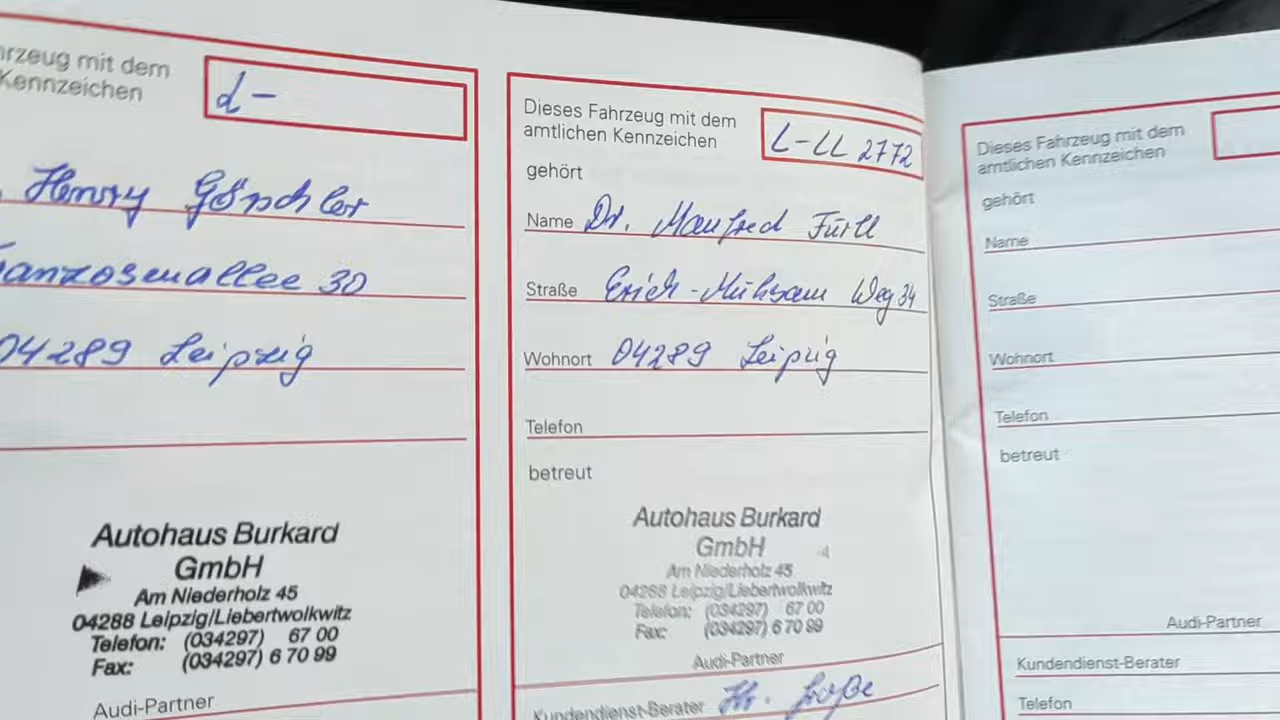 hrzeug mit dem
Kennzeichen
L-
Henry Görschler
ranzosenallee 30
04289 Leipzig
Autohaus Burkard
GmbH
Am Niederholz 45
04288 Leipzig/Liebertwolkwitz
Telefon: (034297) 67 00
Fax: (034297) 6 70 99
Audi-Partner
Dieses Fahrzeug mit dem
amtlichen Kennzeichen
L-LL 2772
gehört
Name Dr. Manfred Fürll
Straße Erich-Mühsam Weg 34
Wohnort 04289 Leipzig
Telefon
betreut
Autohaus Burkard
GmbH
Am Niederholz 45
04288 Leipzig/Liebertwolkwitz
Telefon: (034297) 67 00
Fax: (034297) 6 70 99
Audi-Partner
Kundendienst-Berater Hr.
Dieses Fahrzeug mit dem
amtlichen Kennzeichen
gehört
Name
Straße
Wohnort
Telefon
betreut
Audi-Partner
Kundendienst-Berater
Telefon